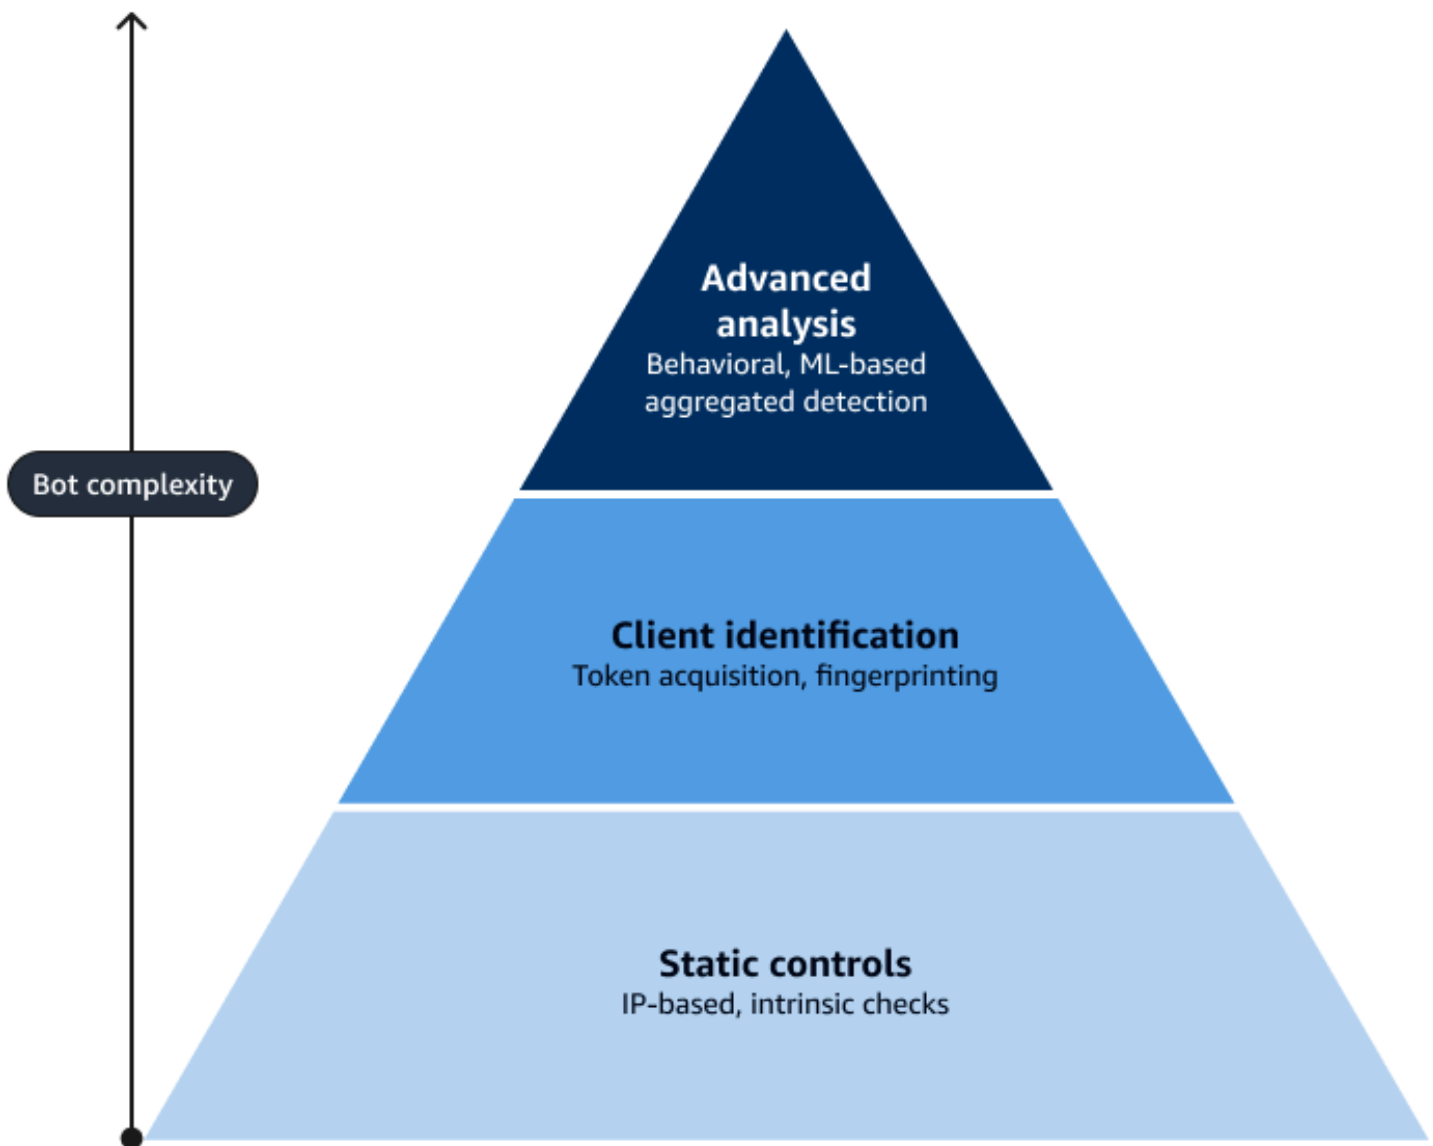 Advanced
analysis
Behavioral, ML-based
aggregated detection
Bot complexity
Client identification
Token acquisition, fingerprinting
Static controls
IP-based, intrinsic checks